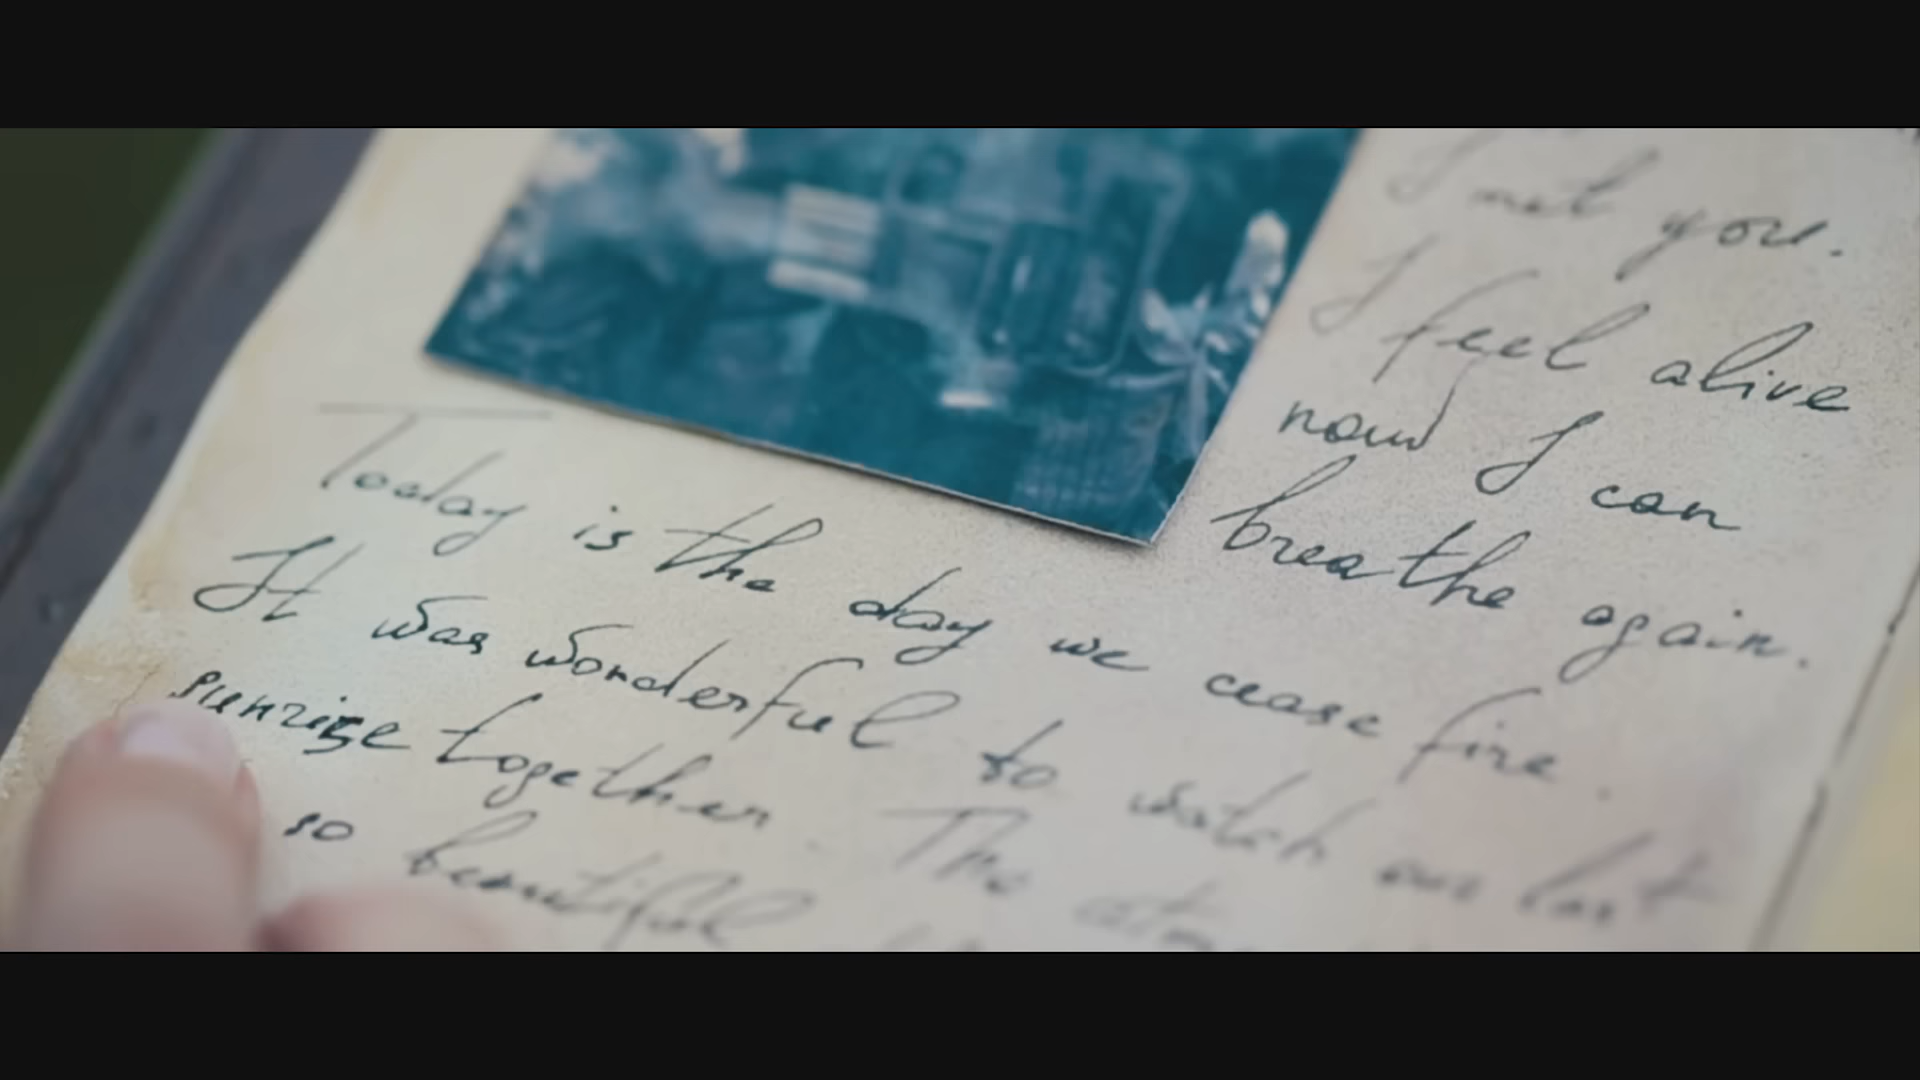 I met you.
I feel alive
now I can
breathe again.
Today is the day we cease fire.
It was wonderful to watch our last
sunrize together. The
so beautiful